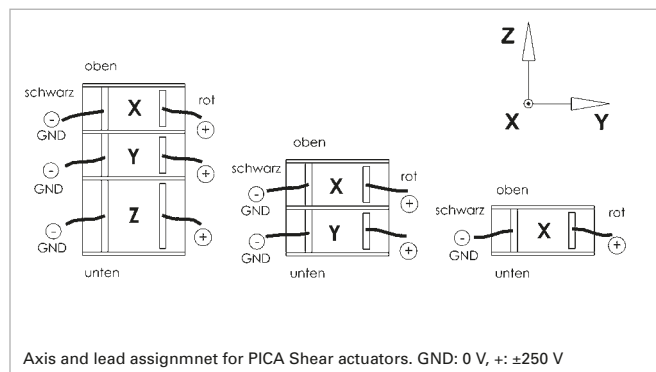 oben
schwarz
X
rot
-
GND
+
Y
-
GND
+
Z
-
GND
+
unten
oben
schwarz
X
rot
-
GND
+
Y
-
GND
+
unten
oben
schwarz
X
rot
-
GND
+
unten
Z
X
Y
Axis and lead assignmnet for PICA Shear actuators. GND: 0 V, +: ±250 V